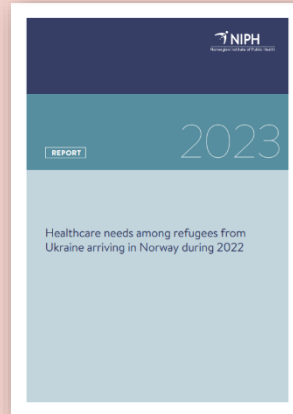 NIPH
Norwegian Institute of Public Health
2023
REPORT
Healthcare needs among refugees from
Ukraine arriving in Norway during 2022